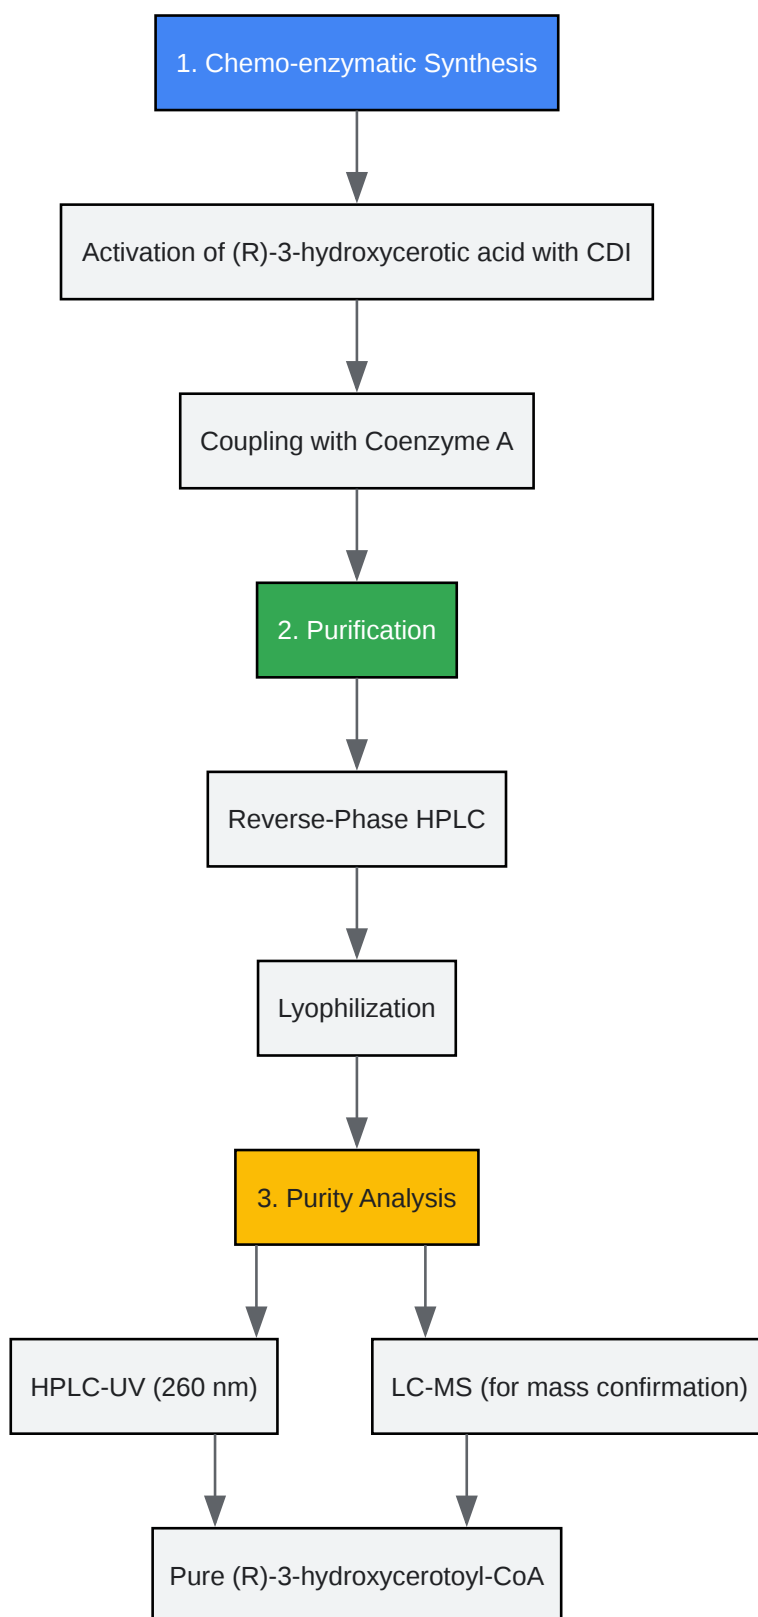 1. Chemo-enzymatic Synthesis
Activation of (R)-3-hydroxycerotic acid with CDI
Coupling with Coenzyme A
2. Purification
Reverse-Phase HPLC
Lyophilization
3. Purity Analysis
HPLC-UV (260 nm)
LC-MS (for mass confirmation)
Pure (R)-3-hydroxycerotoyl-CoA